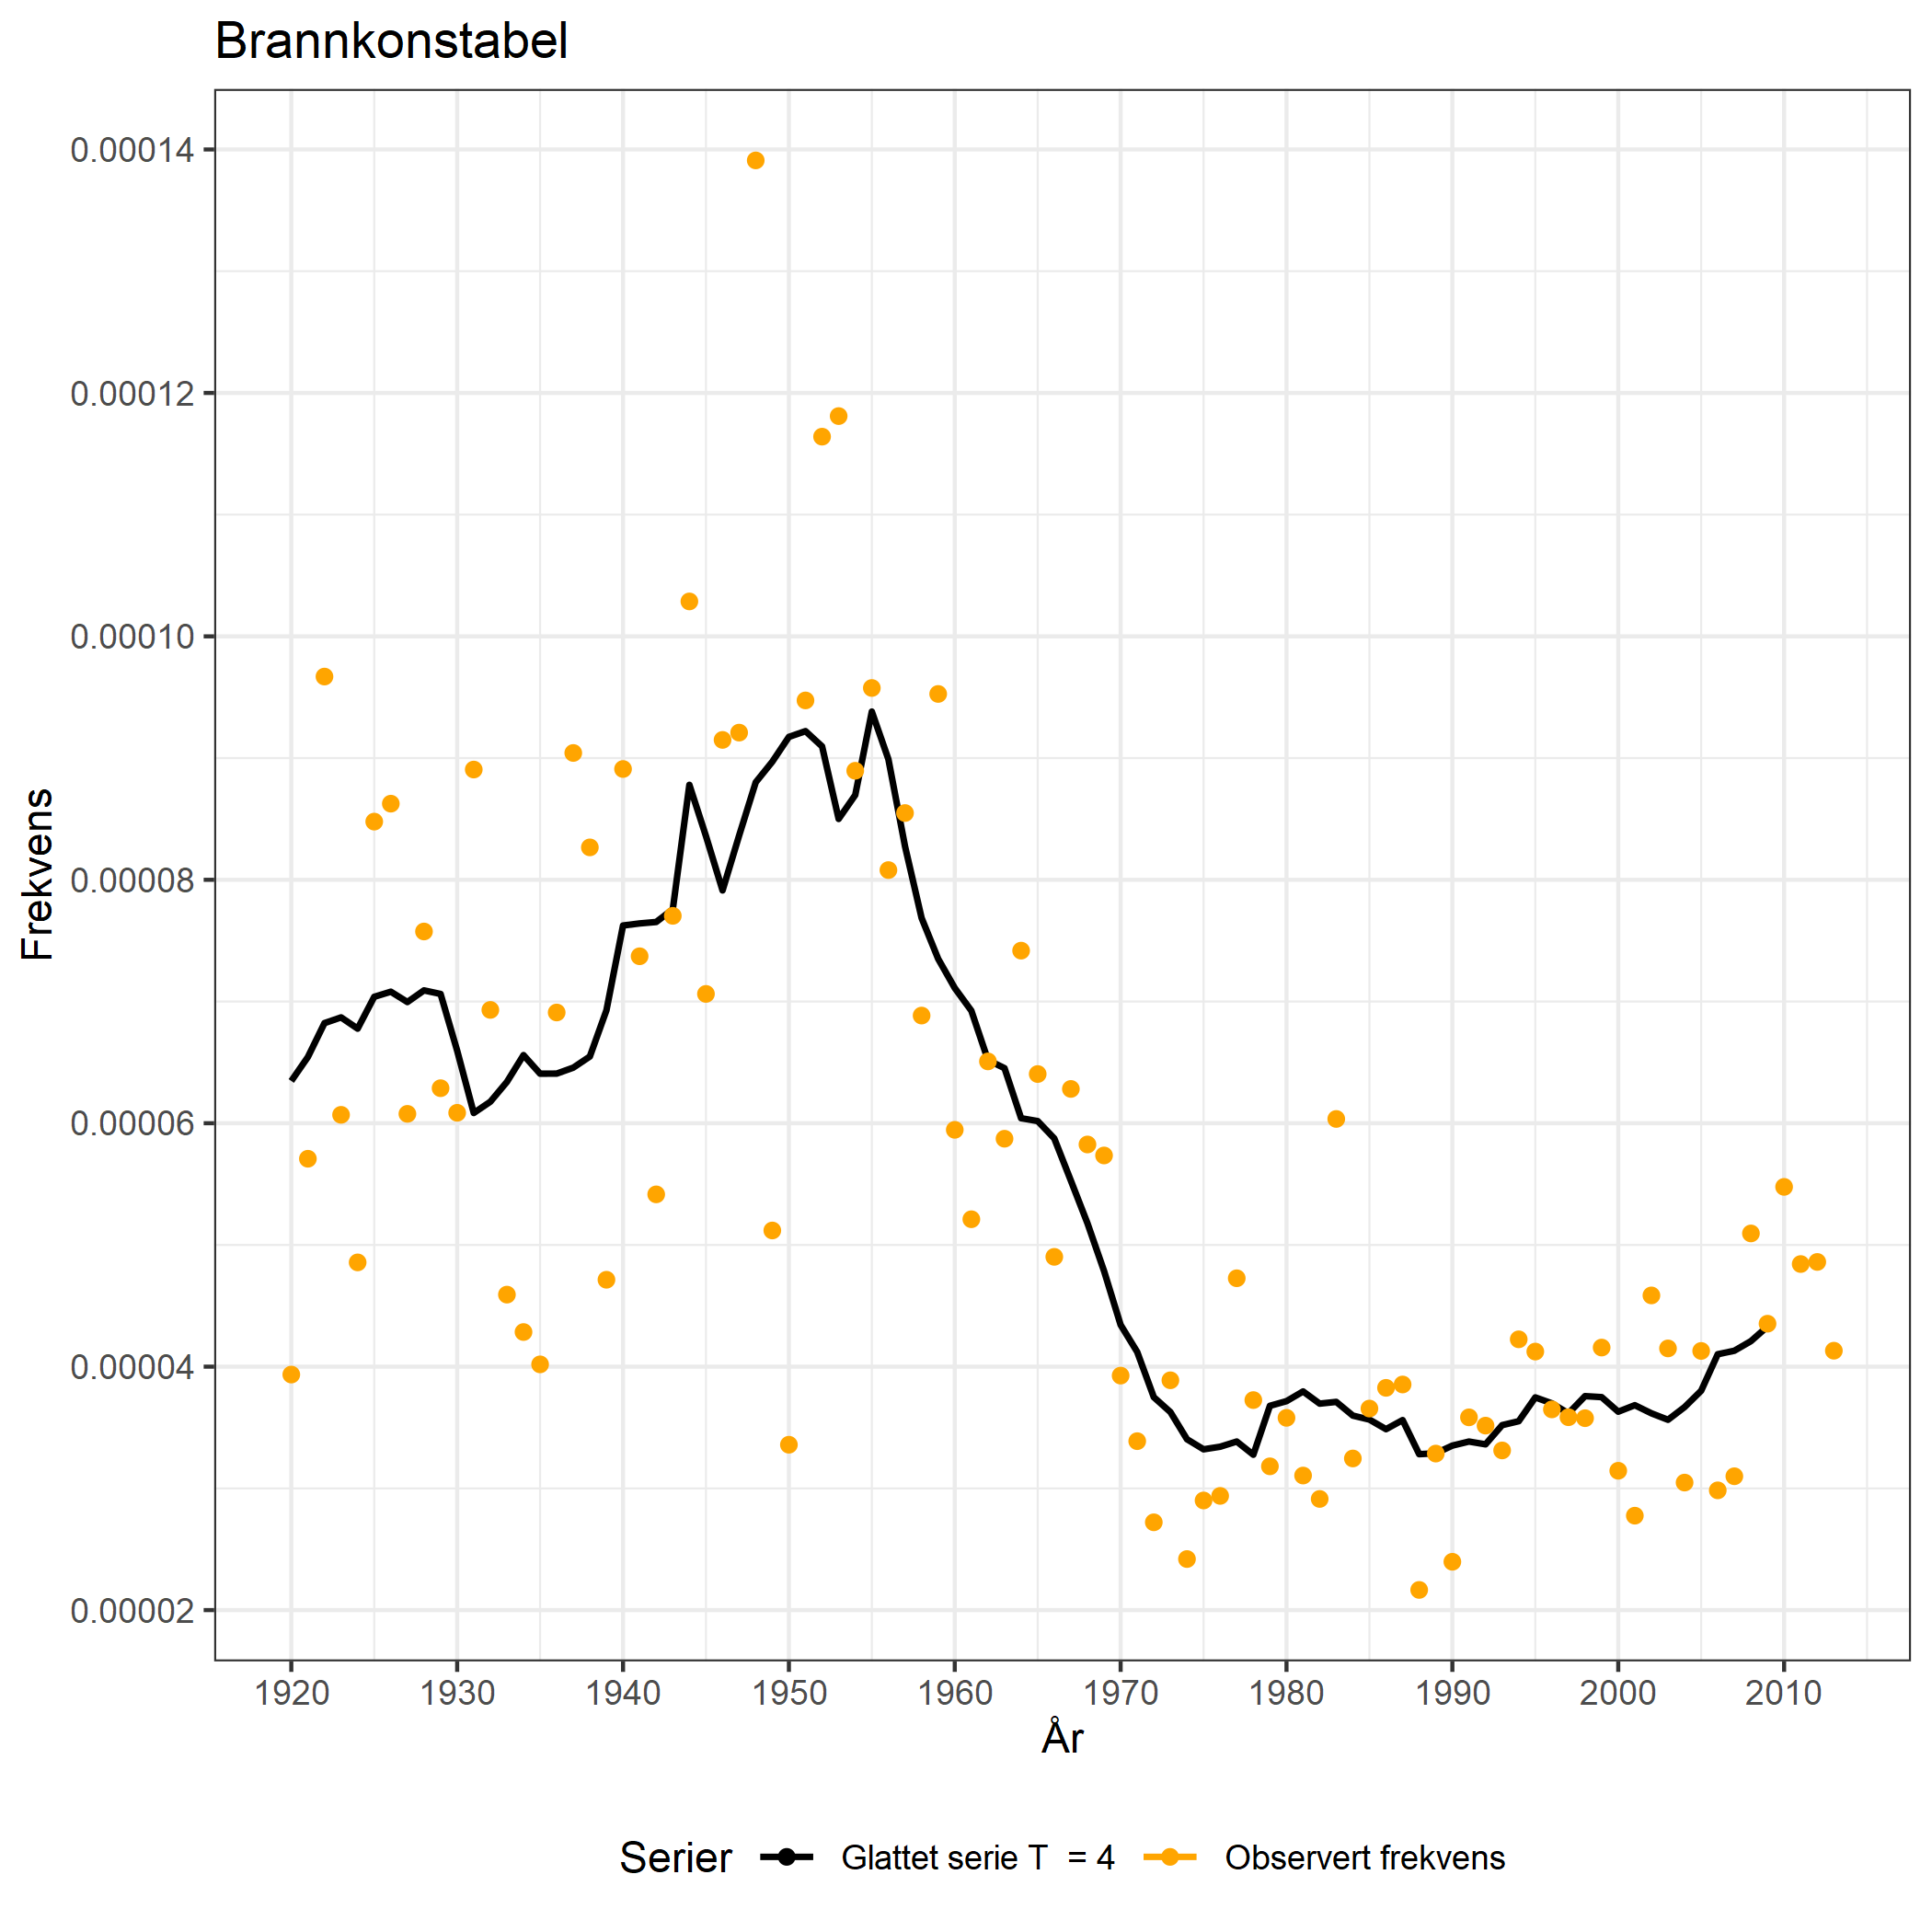 Brannkonstabel
0.00014
0.00012
0.00010
0.00008
0.00006
0.00004
0.00002
Frekvens
1920 1930 1940 1950 1960 1970 1980 1990 2000 2010
År
Serier Glattet serie T = 4 Observert frekvens